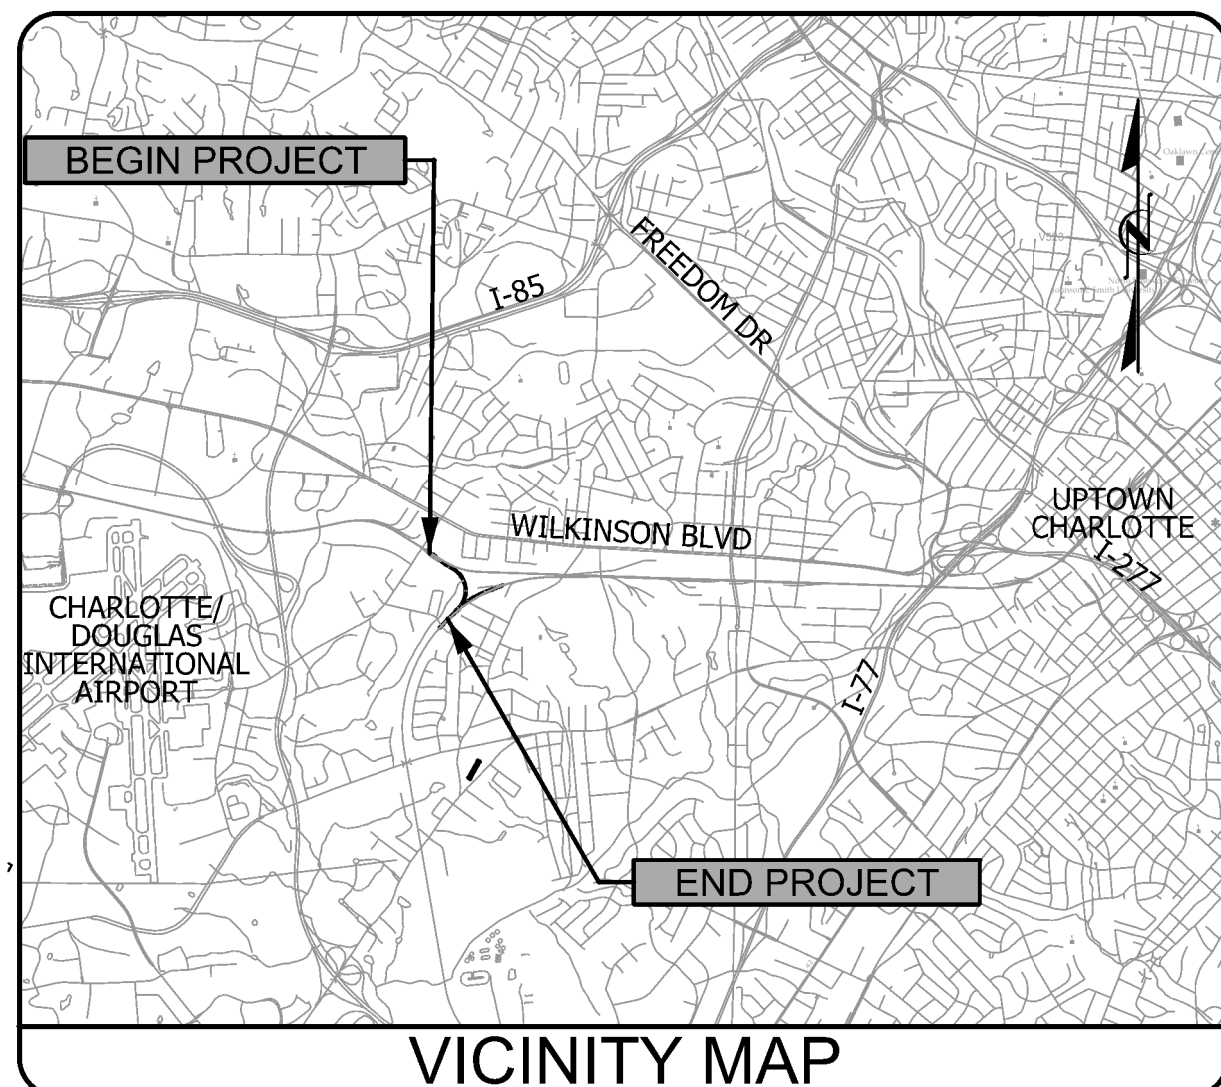 BEGIN PROJECT
I-85
FREEDOM DR
N
WILKINSON BLVD
UPTOWN
CHARLOTTE
I-277
CHARLOTTE/
DOUGLAS
INTERNATIONAL
AIRPORT
I-77
END PROJECT
VICINITY MAP